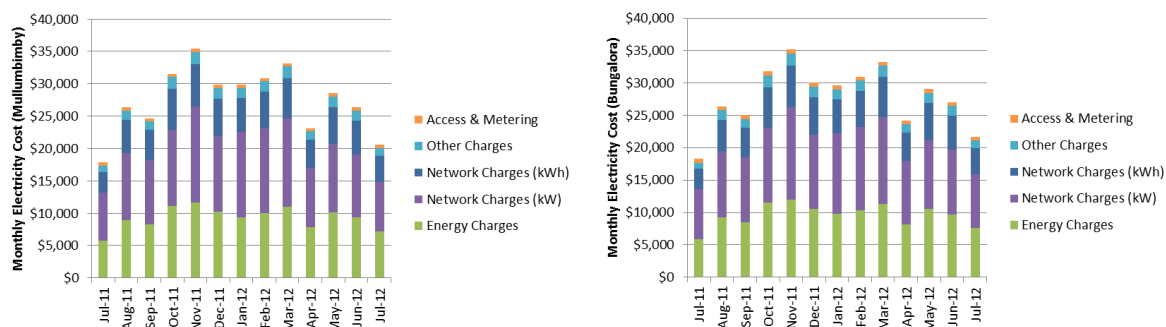 Monthly Electricity Cost (Mullumbimby)
$40,000
$35,000
$30,000
$25,000
$20,000
$15,000
$10,000
$5,000
$0
Jul-11
Aug-11
Sep-11
Oct-11
Nov-11
Dec-11
Jan-12
Feb-12
Mar-12
Apr-12
May-12
Jun-12
Jul-12
Access & Metering
Other Charges
Network Charges (kWh)
Network Charges (kW)
Energy Charges
Monthly Electricity Cost (Bungalora)
$40,000
$35,000
$30,000
$25,000
$20,000
$15,000
$10,000
$5,000
$0
Jul-11
Aug-11
Sep-11
Oct-11
Nov-11
Dec-11
Jan-12
Feb-12
Mar-12
Apr-12
May-12
Jun-12
Jul-12
Access & Metering
Other Charges
Network Charges (kWh)
Network Charges (kW)
Energy Charges